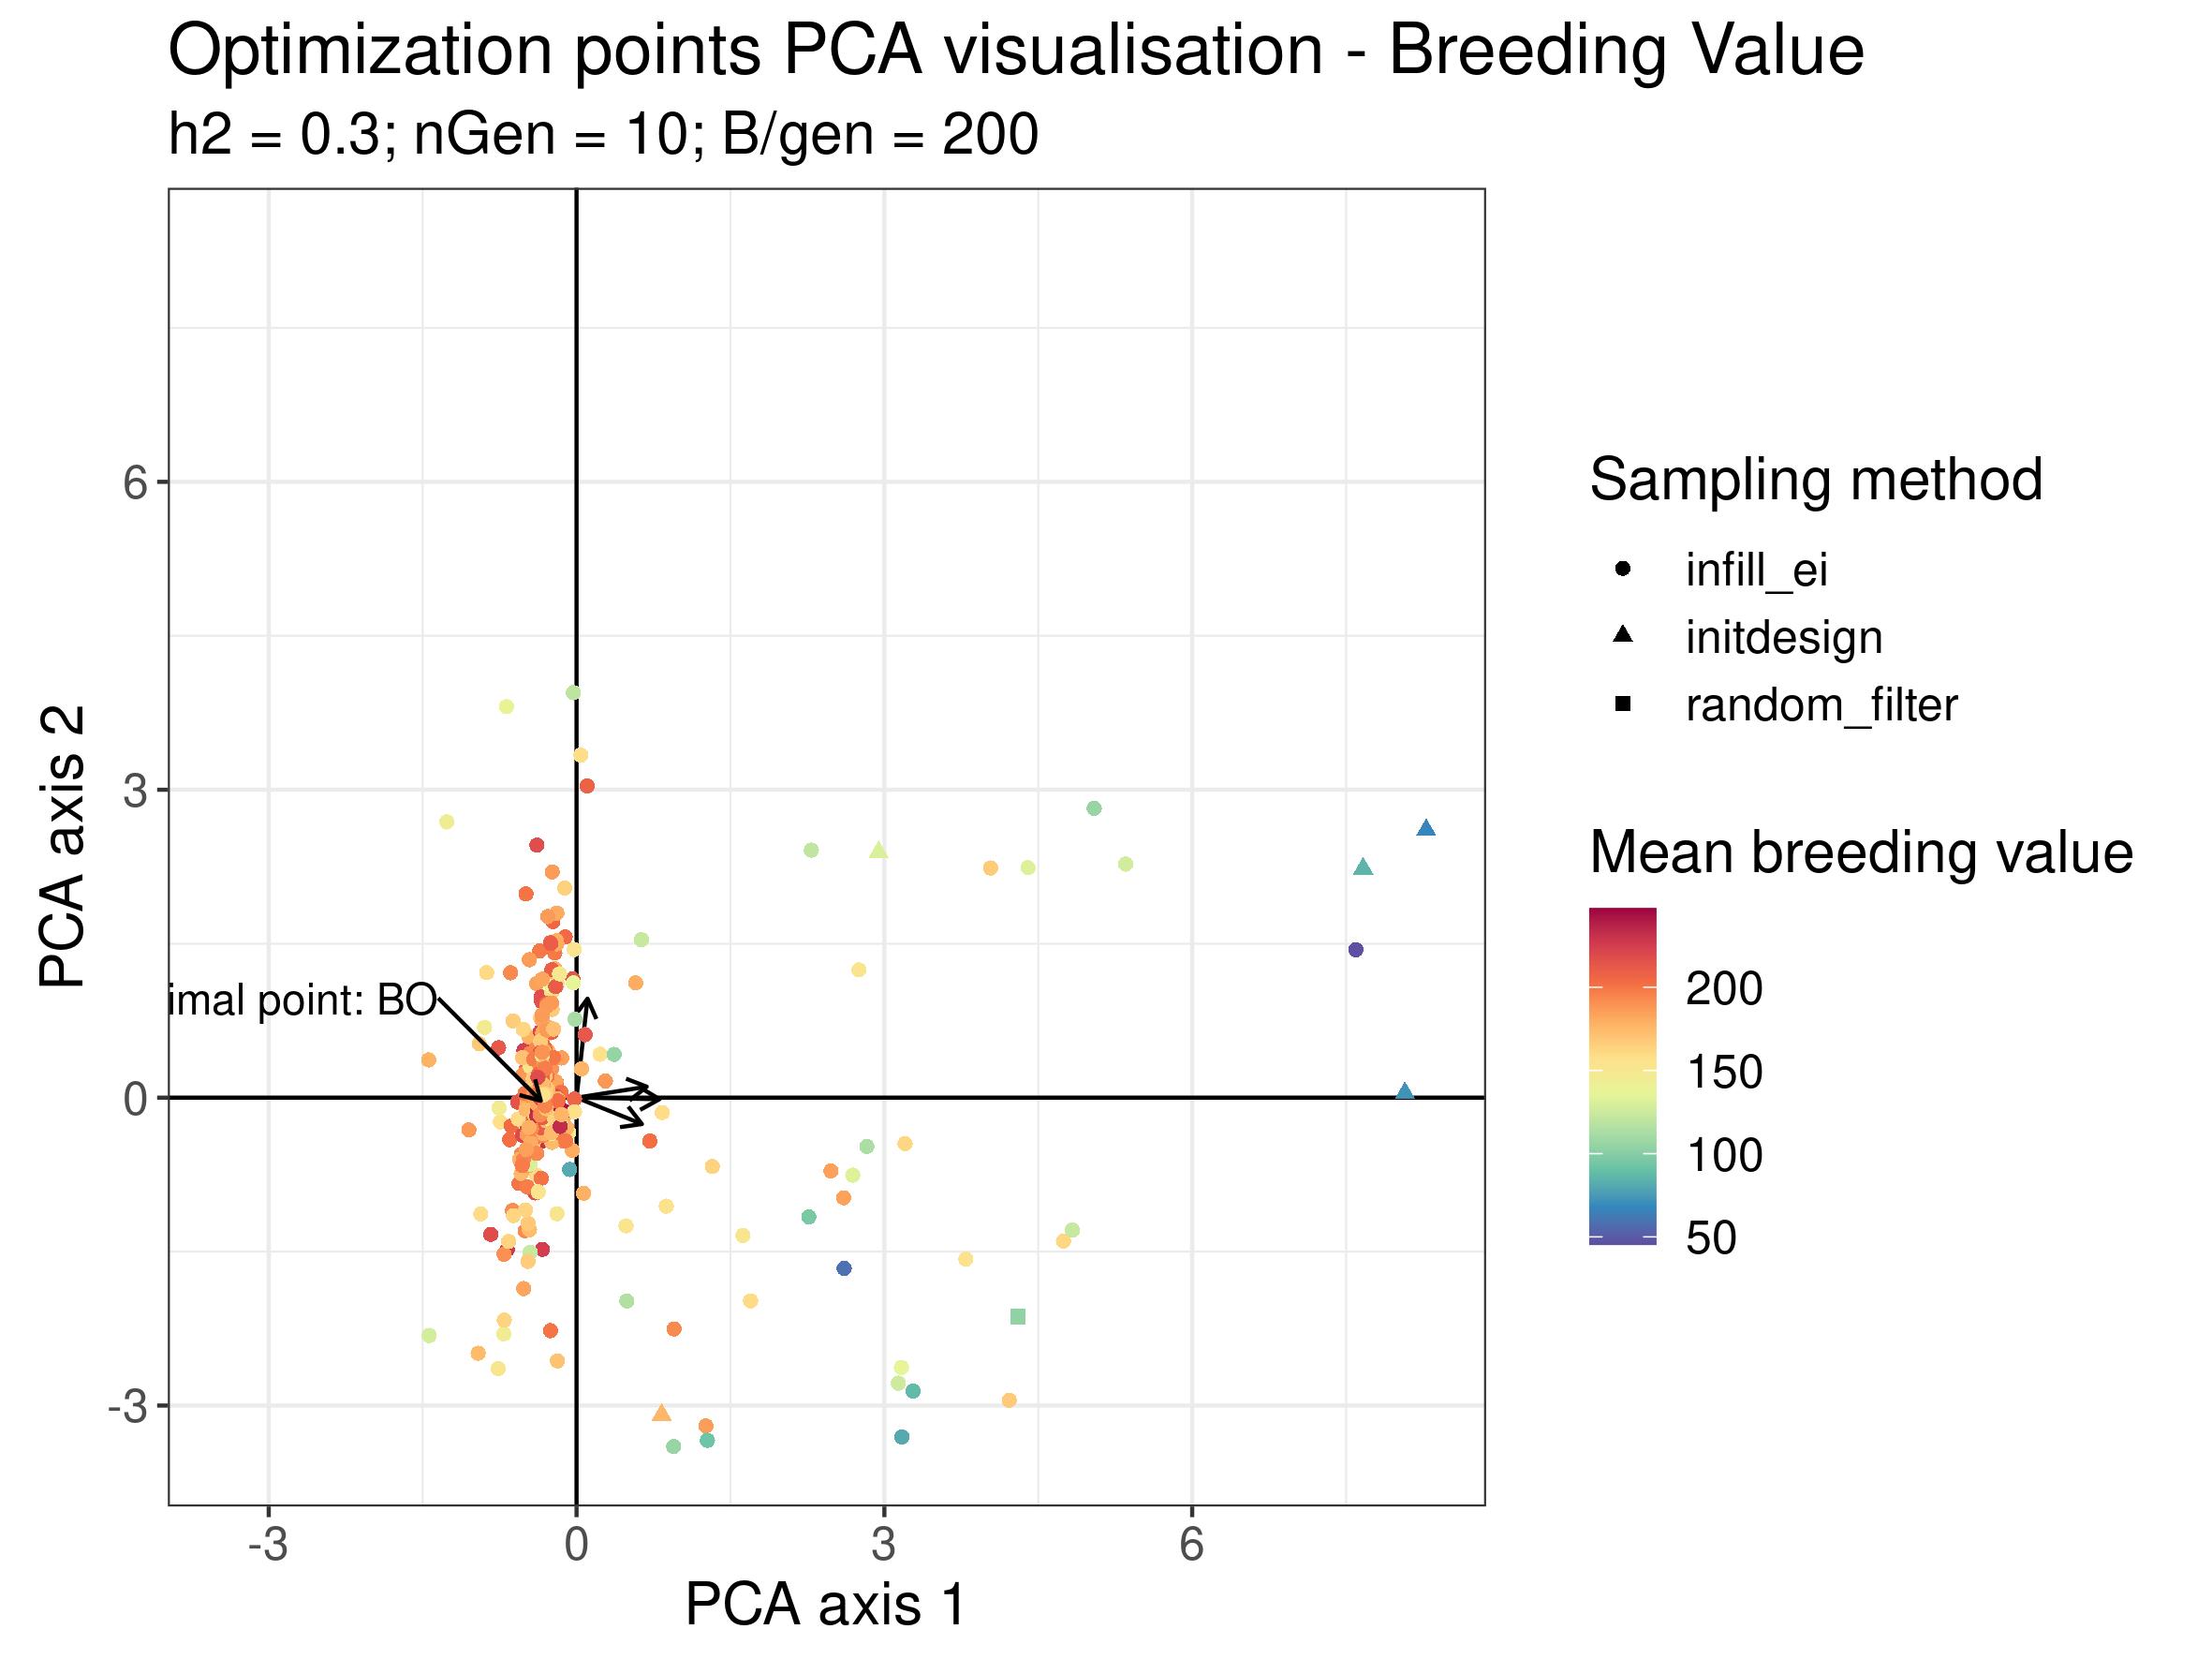 Optimization points PCA visualisation - Breeding Value
h2 = 0.3; nGen = 10; B/gen = 200
PCA axis 2
6
3
0
-3
imal point: BO
-3
0
3
6
PCA axis 1
Sampling method
infill_ei
initdesign
random_filter
Mean breeding value
200
150
100
50